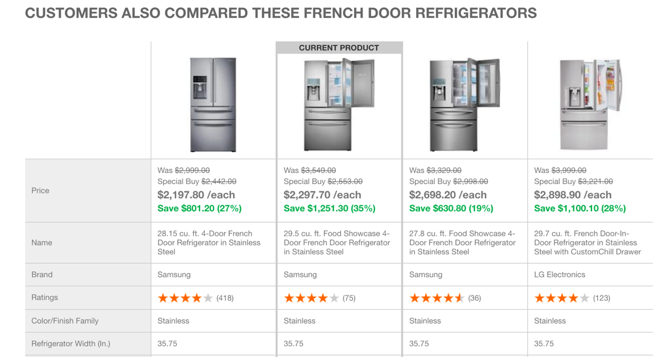 CUSTOMERS ALSO COMPARED THESE FRENCH DOOR REFRIGERATORS
CURRENT PRODUCT
Price
Was $2,999.00
Special Buy $2,442.00
$2,197.80 /each
Save $801.20 (27%)
Was $3,549.00
Special Buy $2,553.00
$2,297.70 /each
Save $1,251.30 (35%)
Was $3,329.00
Special Buy $2,998.00
$2,698.20 /each
Save $630.80 (19%)
Was $3,999.00
Special Buy $3,221.00
$2,898.90 /each
Save $1,100.10 (28%)
Name
28.15 cu. ft. 4-Door French
Door Refrigerator in Stainless
Steel
29.5 cu. ft. Food Showcase 4-
Door French Door Refrigerator
in Stainless Steel
27.8 cu. ft. Food Showcase 4-
Door French Door Refrigerator
in Stainless Steel
29.7 cu. ft. French Door-In-
Door Refrigerator in Stainless
Steel with CustomChill Drawer
Brand
Samsung
Samsung
Samsung
LG Electronics
Ratings
(418)
(75)
(36)
(123)
Color/Finish Family
Stainless
Stainless
Stainless
Stainless
Refrigerator Width (In.)
35.75
35.75
35.75
35.75